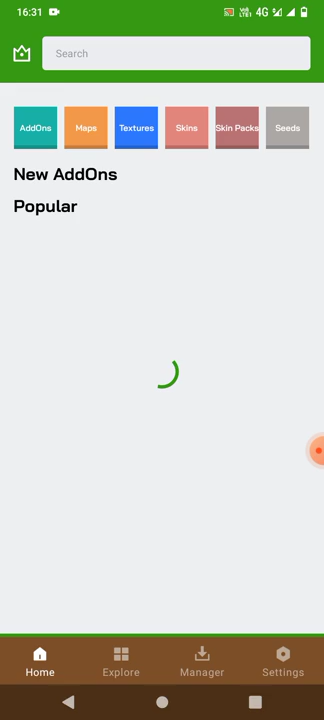 16:31 4G
Search
AddOns Maps Textures Skins Skin Packs Seeds
New AddOns
Popular
Home Explore Manager Settings